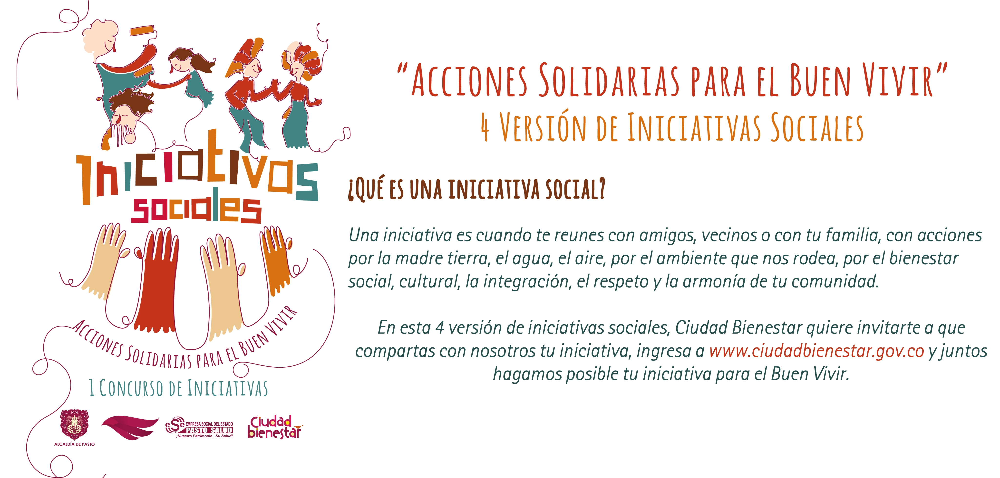 Iniciativas
sociales
Acciones Solidarias para el Buen Vivir
1 Concurso de Iniciativas
ALCALDÍA DE PASTO
eSe EMPRESA SOCIAL DEL ESTADO
PASTO SALUD
¡Nuestro Patrimonio...Su Salud!
Ciudad
bienestar
“Acciones Solidarias para el Buen Vivir”
4 Versión de Iniciativas Sociales
¿Qué es una iniciativa social?
Una iniciativa es cuando te reunes con amigos, vecinos o con tu familia, con acciones
por la madre tierra, el agua, el aire, por el ambiente que nos rodea, por el bienestar
social, cultural, la integración, el respeto y la armonía de tu comunidad.
En esta 4 versión de iniciativas sociales, Ciudad Bienestar quiere invitarte a que
compartas con nosotros tu iniciativa, ingresa a www.ciudadbienestar.gov.co y juntos
hagamos posible tu iniciativa para el Buen Vivir.